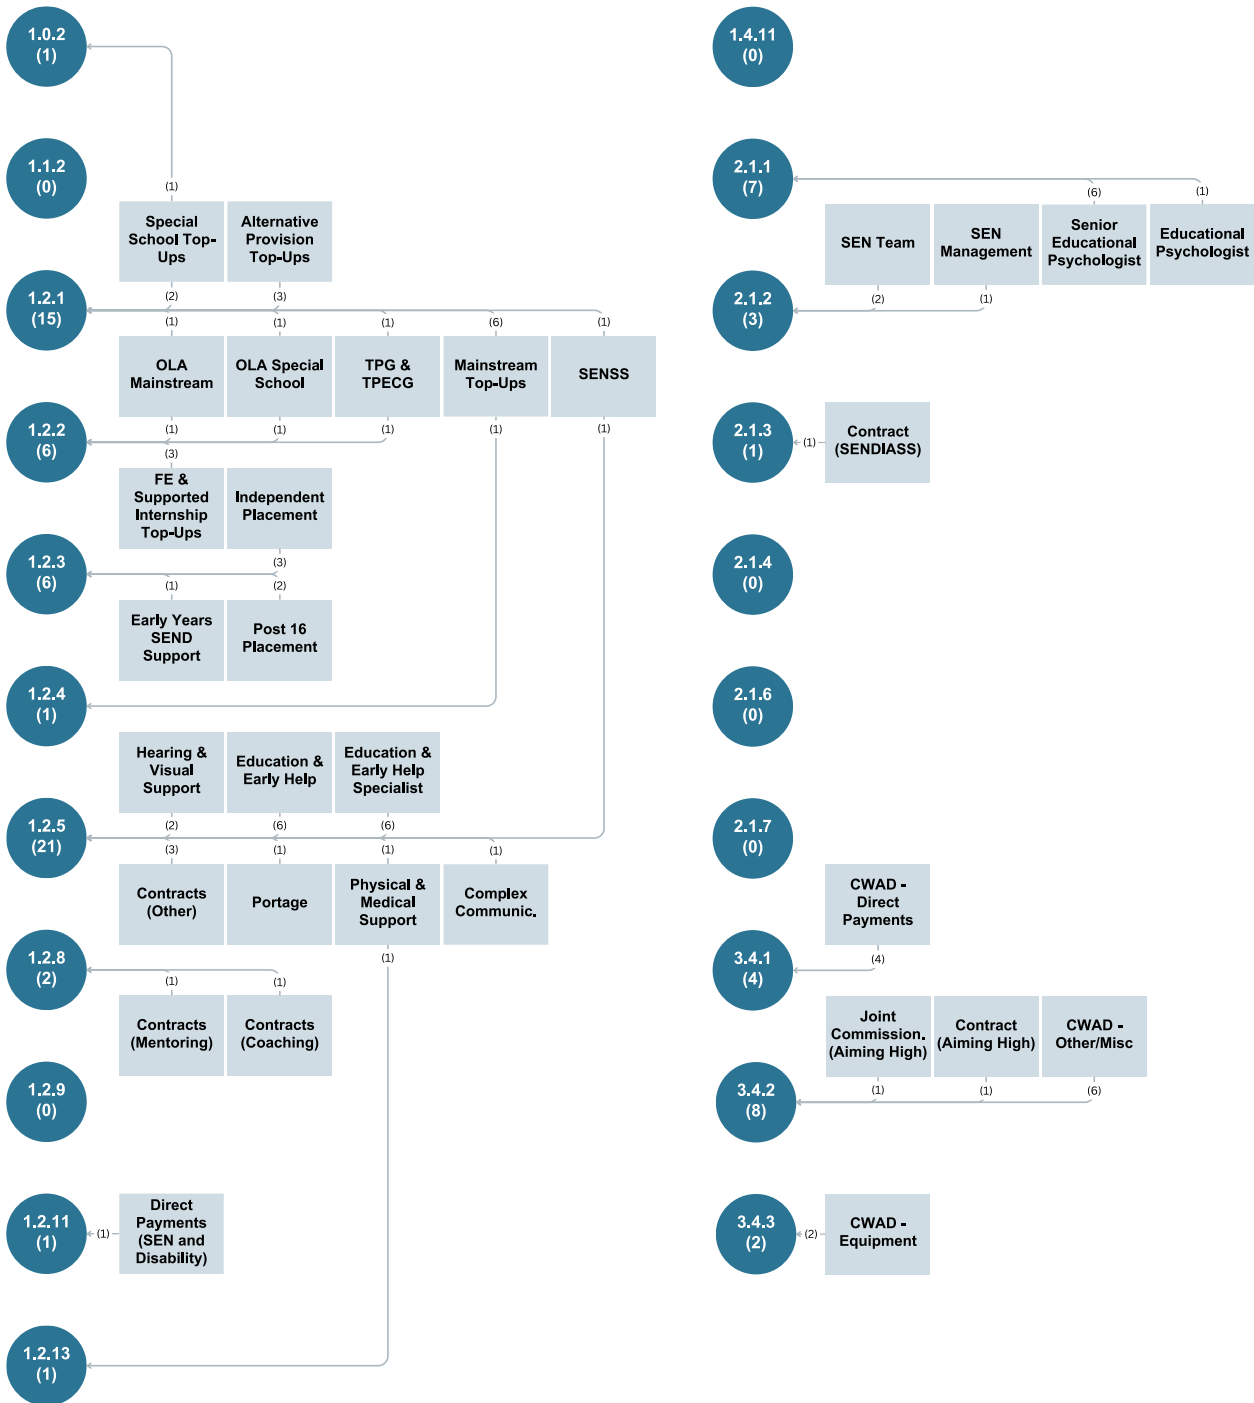 1.0.2
(1)
1.4.11
(0)
1.1.2
(0)
(1)
2.1.1
(7)
(6)
(1)
Special
School Top-
Ups
Alternative
Provision
Top-Ups
SEN Team
SEN
Management
Senior
Educational
Psychologist
Educational
Psychologist
1.2.1
(15)
(2)
(3)
2.1.2
(3)
(2)
(1)
(1)
(1)
(1)
(6)
(1)
OLA
Mainstream
OLA Special
School
TPG &
TPECG
Mainstream
Top-Ups
SENSS
1.2.2
(6)
(1)
(1)
(1)
(1)
(1)
2.1.3
(1)
(1)
Contract
(SENDIASS)
(3)
FE &
Supported
Internship
Top-Ups
Independent
Placement
1.2.3
(6)
(3)
(1)
(2)
2.1.4
(0)
Early Years
SEND
Support
Post 16
Placement
1.2.4
(1)
2.1.6
(0)
Hearing &
Visual
Support
Education &
Early Help
Education &
Early Help
Specialist
1.2.5
(21)
(2)
(6)
(6)
2.1.7
(0)
(3)
(1)
(1)
(1)
Contracts
(Other)
Portage
Physical &
Medical
Support
Complex
Communic.
CWAD -
Direct
Payments
1.2.8
(2)
(1)
(1)
(1)
3.4.1
(4)
(4)
Contracts
(Mentoring)
Contracts
(Coaching)
Joint
Commission.
(Aiming High)
Contract
(Aiming High)
CWAD -
Other/Misc
1.2.9
(0)
3.4.2
(8)
(1)
(1)
(6)
1.2.11
(1)
(1)
Direct
Payments
(SEN and
Disability)
3.4.3
(2)
(2)
CWAD -
Equipment
1.2.13
(1)